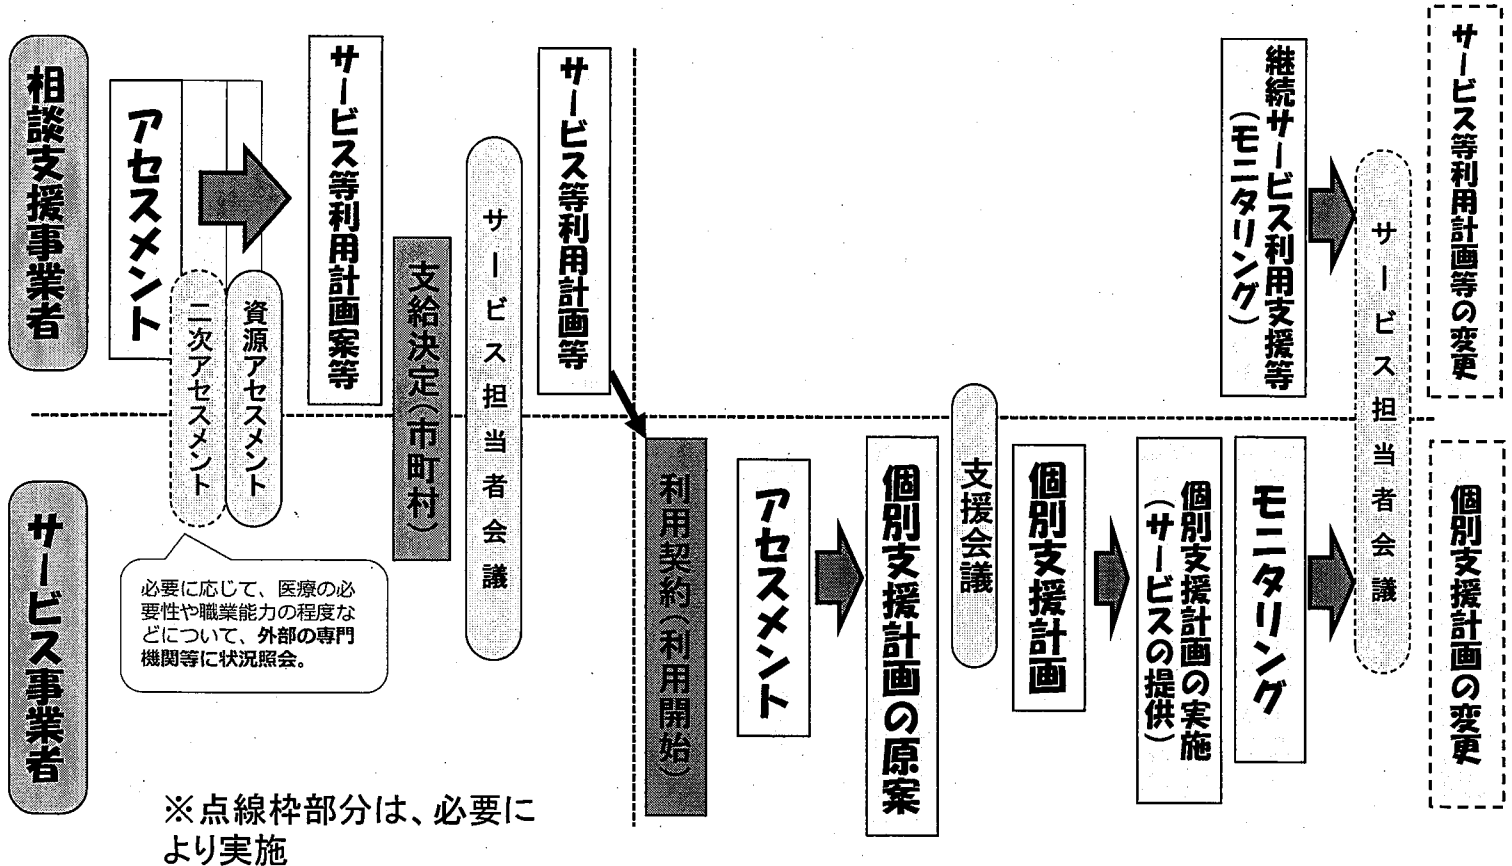 相談支援事業者
アセスメント
二次アセスメント
資源アセスメント
サービス等利用計画案等
支給決定(市町村)
サービス担当者会議
サービス等利用計画等
継続サービス利用支援等
(モニタリング)
サービス担当者会議
サービス等利用計画等の変更
サービス事業者
必要に応じて、医療の必
要性や職業能力の程度な
どについて、外部の専門
機関等に状況照会。
利用契約(利用開始)
アセスメント
個別支援計画の原案
支援会議
個別支援計画
個別支援計画の実施
(サービスの提供)
モニタリング
個別支援計画の変更
※点線枠部分は、必要に
より実施